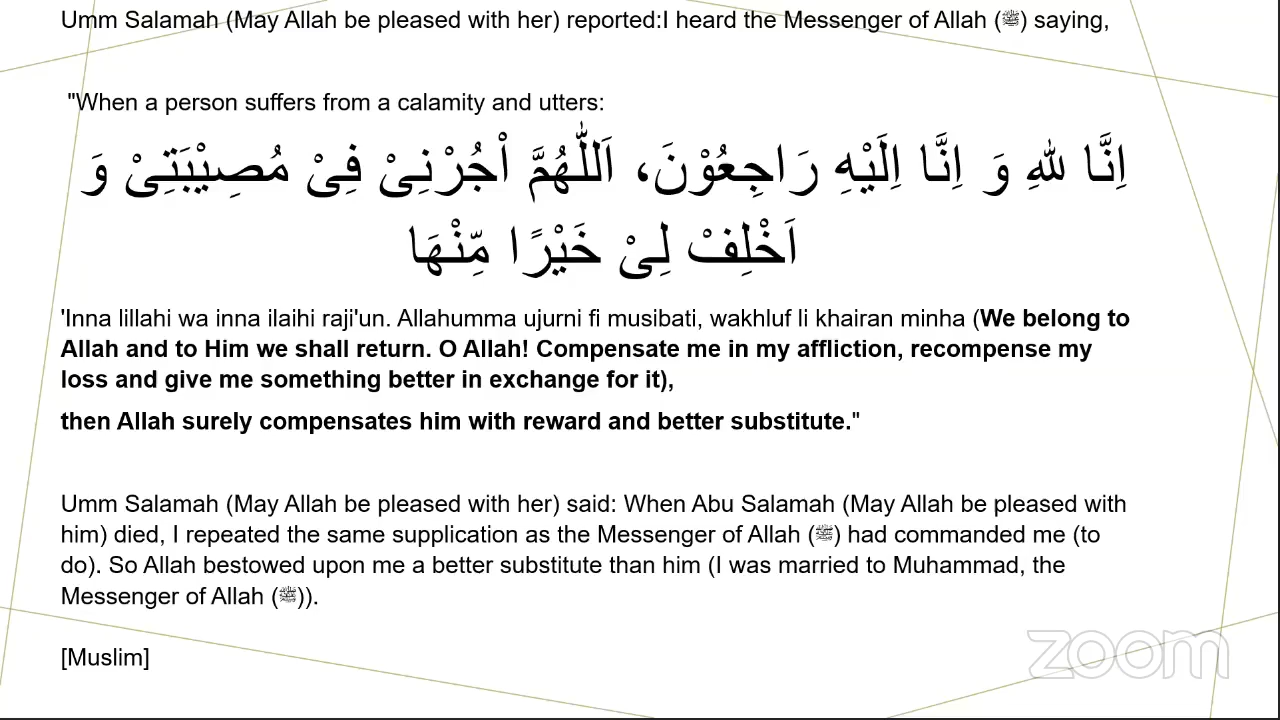 Umm Salamah (May Allah be pleased with her) reported:I heard the Messenger of Allah (ﷺ) saying,
"When a person suffers from a calamity and utters:
اِنَّا لِلّٰهِ وَ اِنَّا اِلَيْهِ رَاجِعُوْنَ، اَللّٰهُمَّ اْجُرْنِىْ فِىْ مُصِيْبَتِىْ وَ
اَخْلِفْ لِىْ خَيْرًا مِّنْهَا
'Inna lillahi wa inna ilaihi raji'un. Allahumma ujurni fi musibati, wakhluf li khairan minha (We belong to
Allah and to Him we shall return. O Allah! Compensate me in my affliction, recompense my
loss and give me something better in exchange for it),
then Allah surely compensates him with reward and better substitute."
Umm Salamah (May Allah be pleased with her) said: When Abu Salamah (May Allah be pleased with
him) died, I repeated the same supplication as the Messenger of Allah (ﷺ) had commanded me (to
do). So Allah bestowed upon me a better substitute than him (I was married to Muhammad, the
Messenger of Allah (ﷺ)).
[Muslim]
zoom